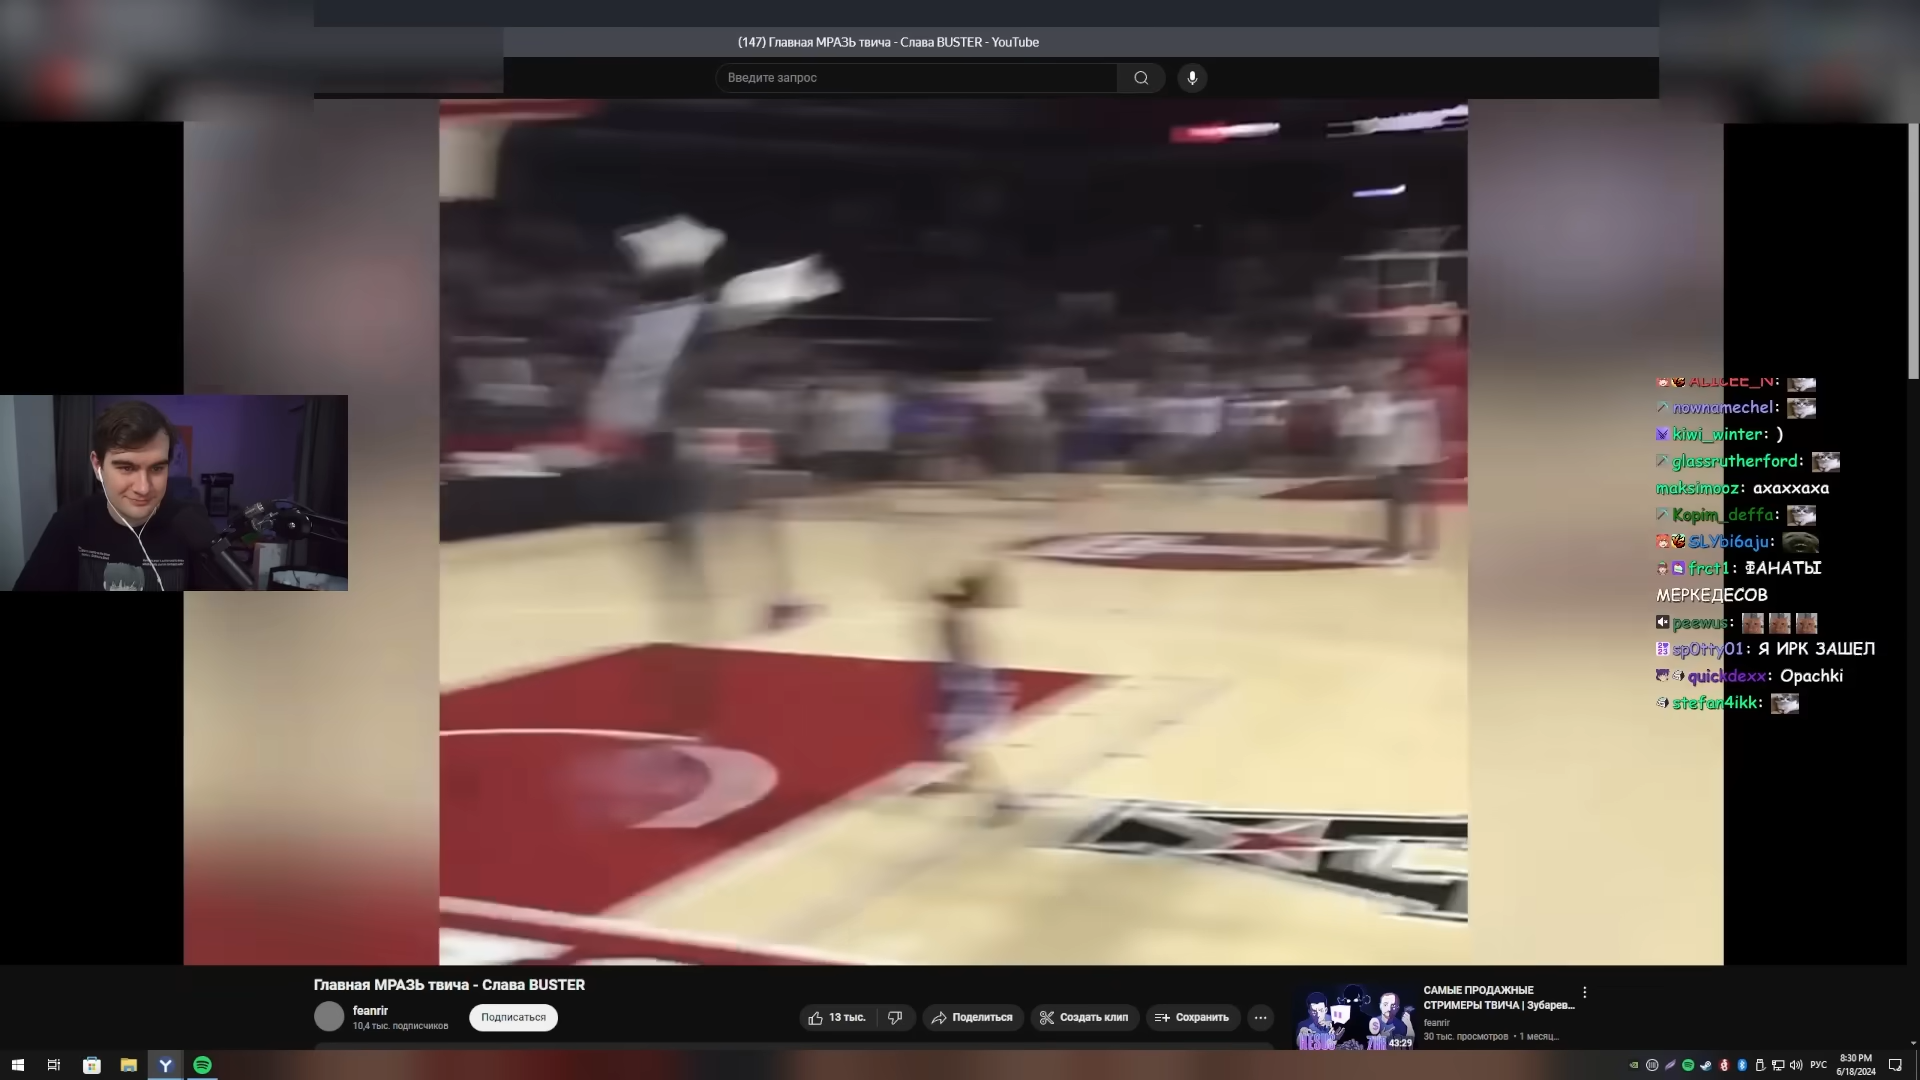 (147) Главная МРАЗЬ твича - Слава BUSTER - YouTube
Введите запрос
ALICEE_N:
nownamechel:
kiwi_winter: )
glassrutherford:
maksimooz: ахаххаха
Kopim_deffa:
SLYbi6aju:
frct1: ФАНАТЫ
МЕРКЕДЕСОВ
peewus:
sp0tty01: Я ИРК ЗАШЕЛ
quickdexx: Opachki
stefan4ikk:
Главная МРАЗЬ твича - Слава BUSTER
feanrir
10,4 тыс. подписчиков
Подписаться
13 тыс.
Поделиться
Создать клип
Сохранить
САМЫЕ ПРОДАЖНЫЕ
СТРИМЕРЫ ТВИЧА | Зубарев...
feanrir
30 тыс. просмотров • 1 месяц...
43:29
РУС
8:30 PM
6/18/2024